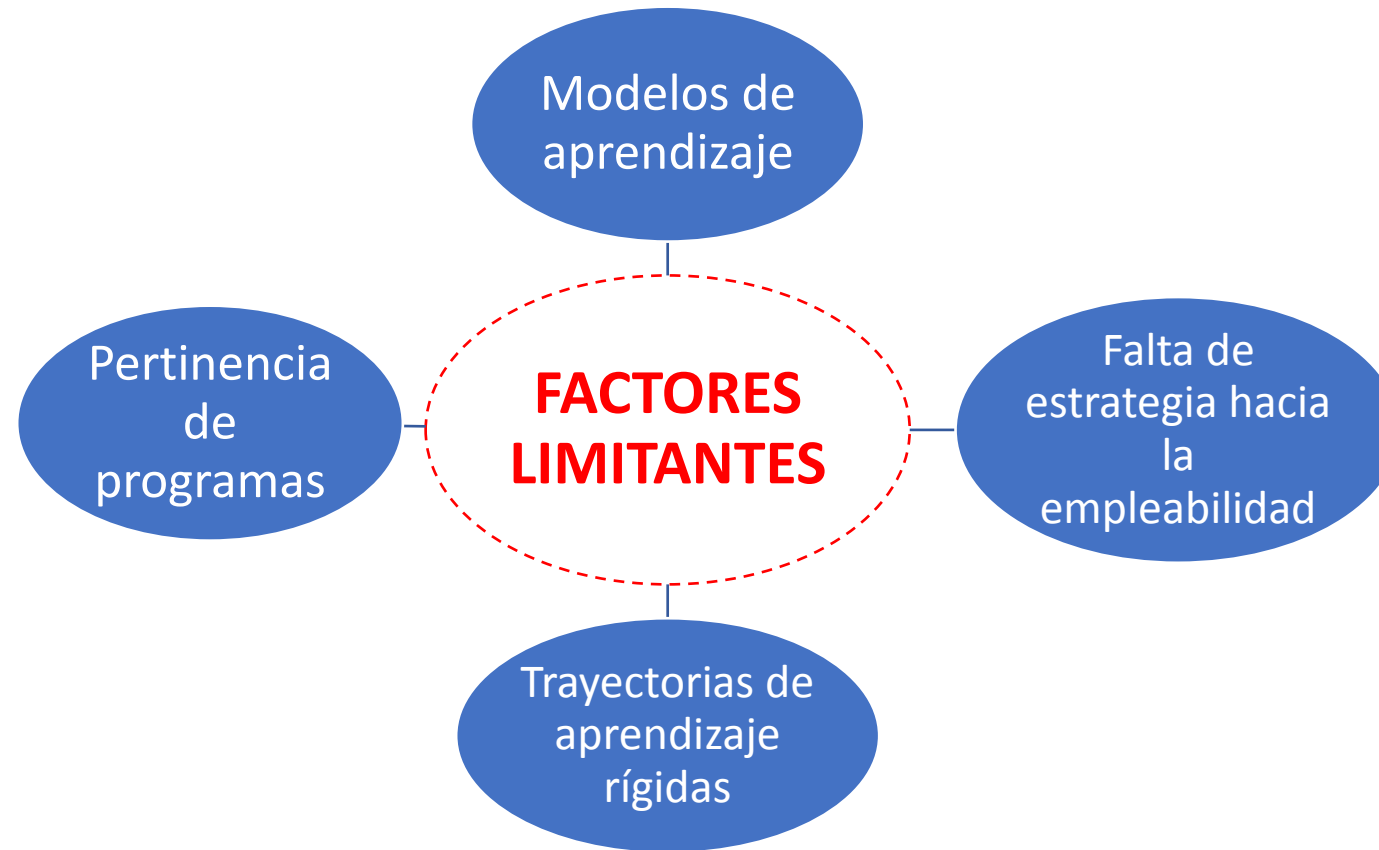 Modelos de
aprendizaje
Pertinencia
de
programas
FACTORES
LIMITANTES
Falta de
estrategia hacia
la
empleabilidad
Trayectorias de
aprendizaje
rígidas